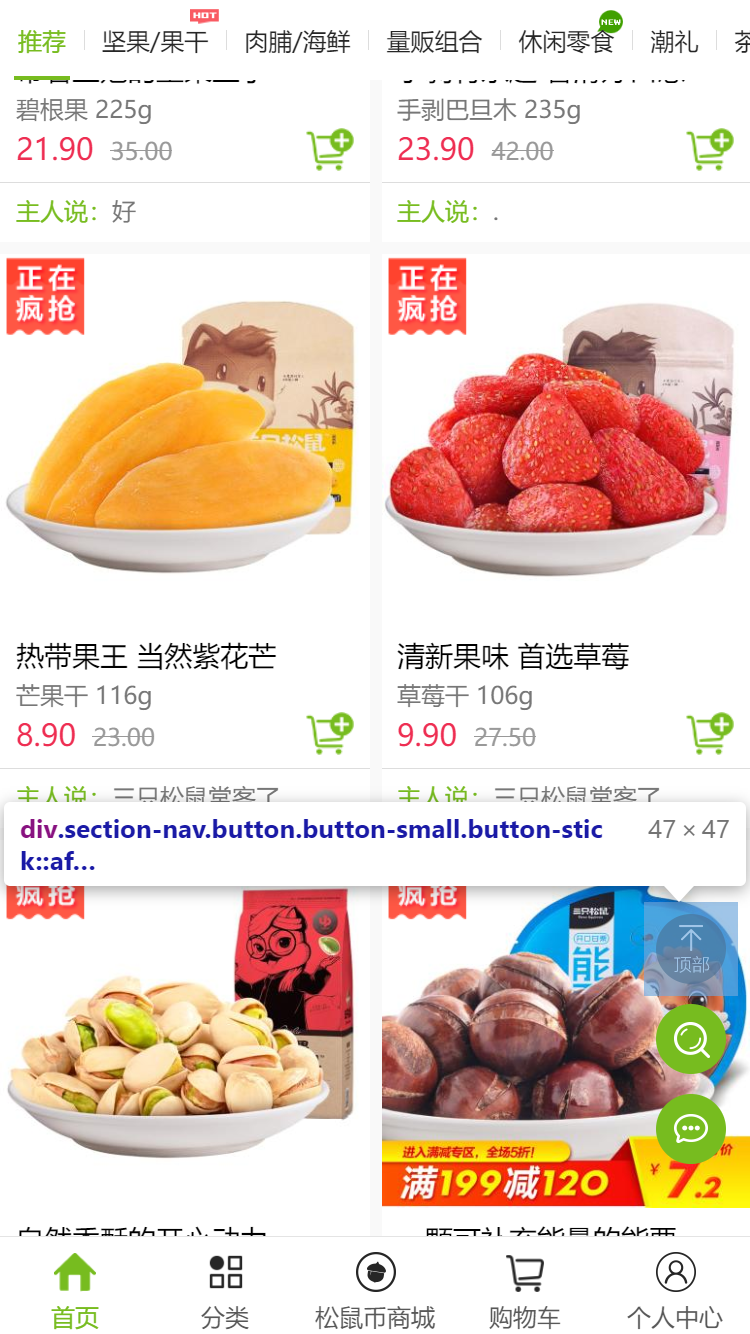 推荐 坚果/果干 HOT 肉脯/海鲜 量贩组合 休闲零食 NEW 潮礼 茶
碧根果 225g
21.90 35.00
主人说：好
手剥巴旦木 235g
23.90 42.00
主人说：.
正在
疯抢
热带果王 当然紫花芒
芒果干 116g
8.90 23.00
主人说：三只松鼠常客了
正在
疯抢
清新果味 首选草莓
草莓干 106g
9.90 27.50
主人说：三只松鼠常客了
div.section-nav.button.button-small.button-stic
k::af… 47 × 47
疯抢
疯抢
三只松鼠
开口甘栗
能
顶部
进入满减专区，全场5折！
满199减120
¥7.2
首页 分类 松鼠币商城 购物车 个人中心